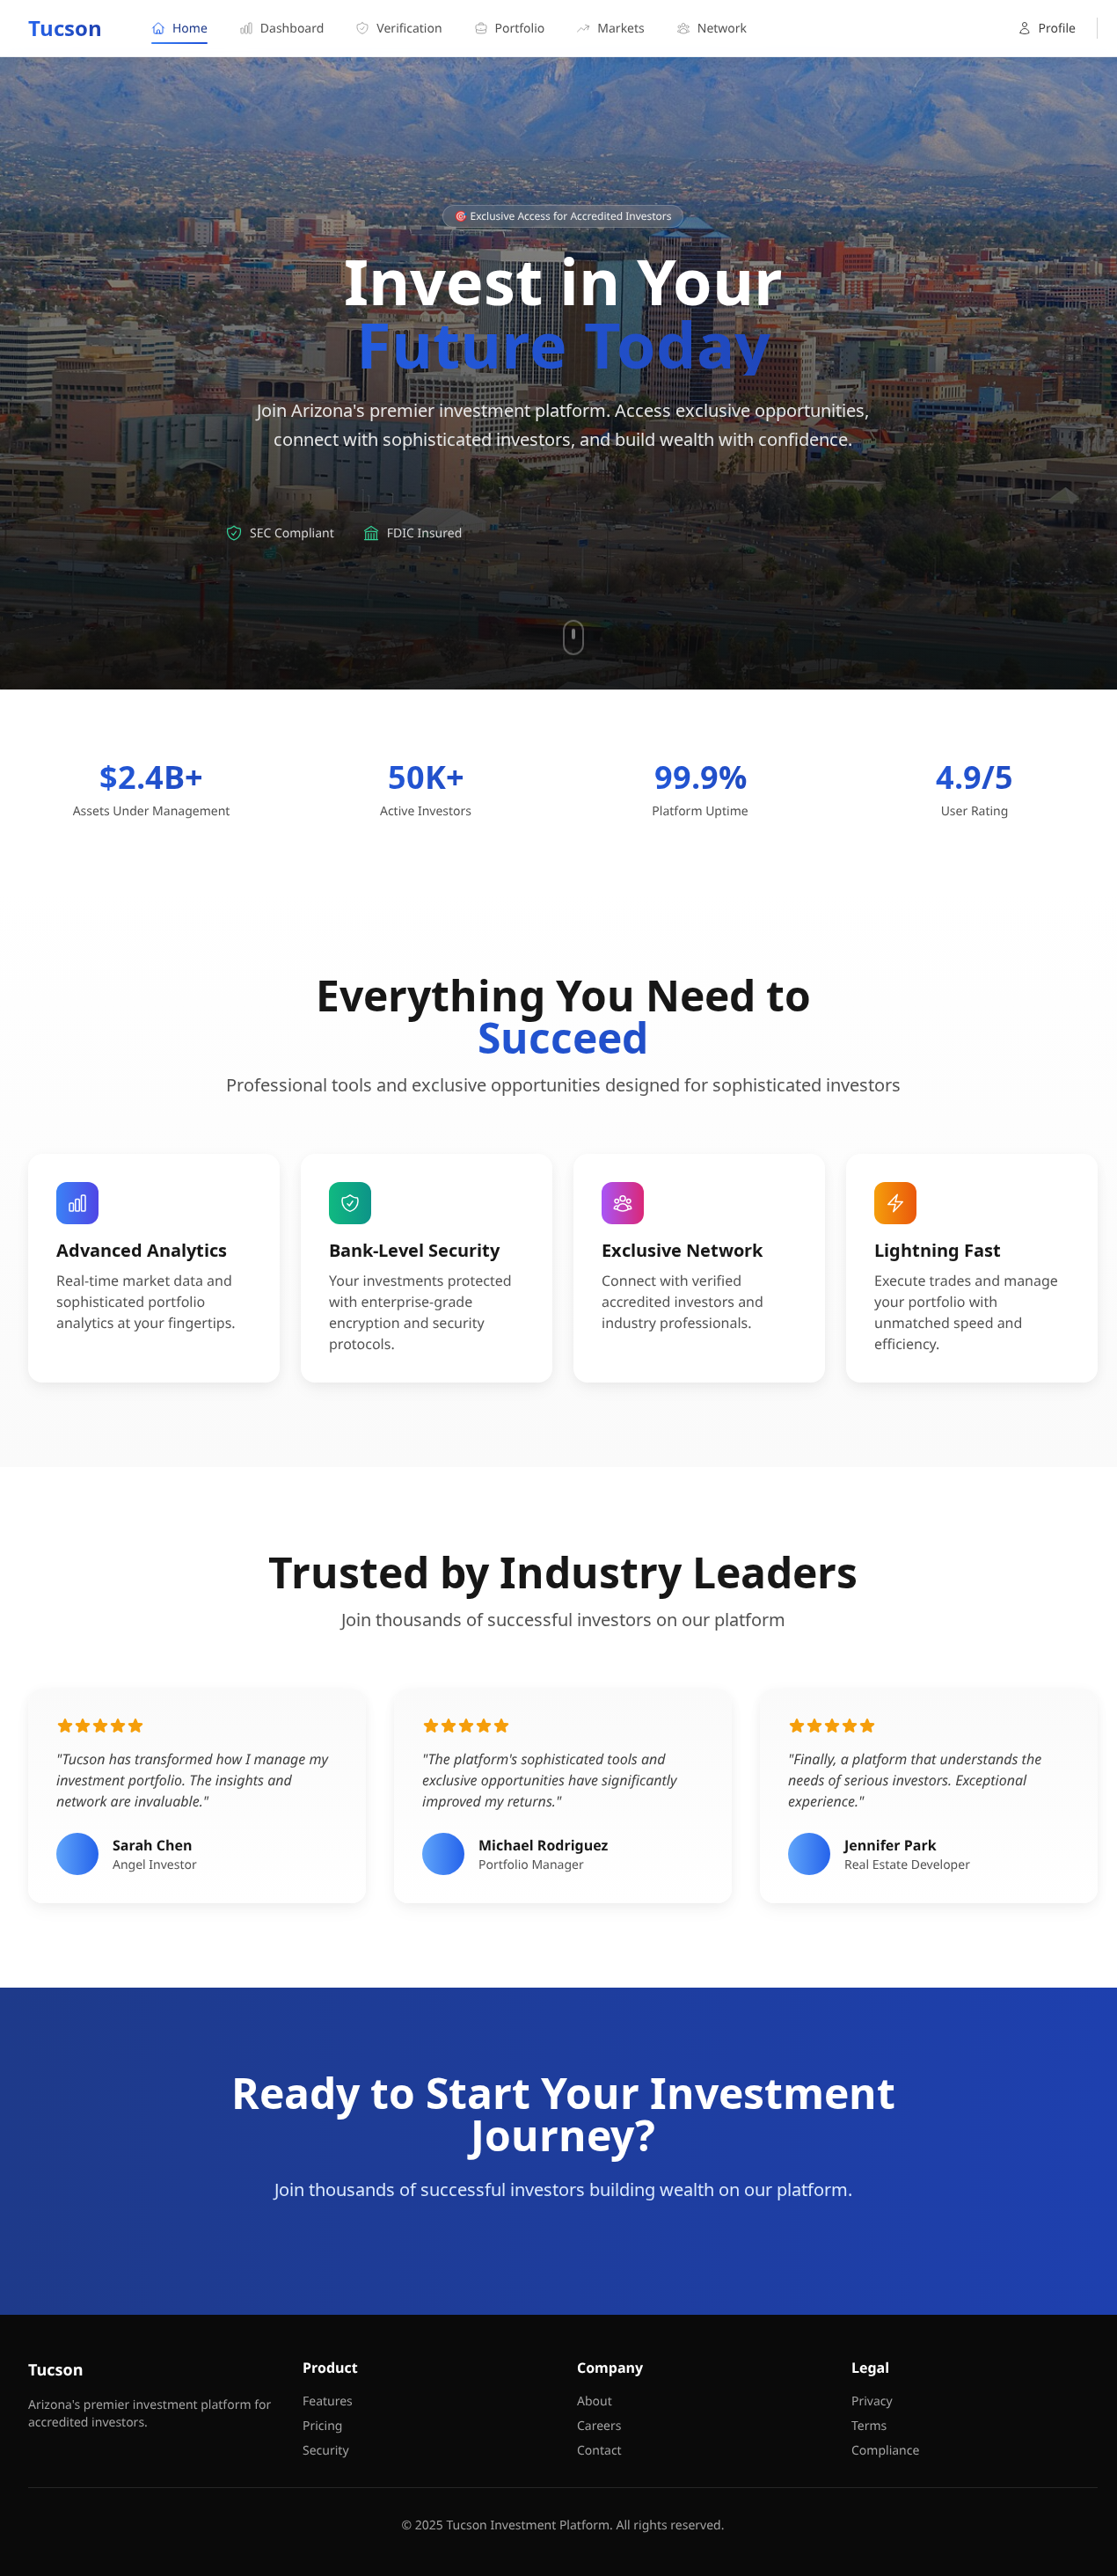 Tucson
Home
Dashboard
Verification
Portfolio
Markets
Network
Profile
🎯 Exclusive Access for Accredited Investors
Invest in Your
Future Today
Join Arizona's premier investment platform. Access exclusive opportunities,
connect with sophisticated investors, and build wealth with confidence.
SEC Compliant
FDIC Insured
$2.4B+
Assets Under Management
50K+
Active Investors
99.9%
Platform Uptime
4.9/5
User Rating
Everything You Need to
Succeed
Professional tools and exclusive opportunities designed for sophisticated investors
Advanced Analytics
Real-time market data and
sophisticated portfolio
analytics at your fingertips.
Bank-Level Security
Your investments protected
with enterprise-grade
encryption and security
protocols.
Exclusive Network
Connect with verified
accredited investors and
industry professionals.
Lightning Fast
Execute trades and manage
your portfolio with
unmatched speed and
efficiency.
Trusted by Industry Leaders
Join thousands of successful investors on our platform
"Tucson has transformed how I manage my
investment portfolio. The insights and
network are invaluable."
Sarah Chen
Angel Investor
"The platform's sophisticated tools and
exclusive opportunities have significantly
improved my returns."
Michael Rodriguez
Portfolio Manager
"Finally, a platform that understands the
needs of serious investors. Exceptional
experience."
Jennifer Park
Real Estate Developer
Ready to Start Your Investment
Journey?
Join thousands of successful investors building wealth on our platform.
Tucson
Arizona's premier investment platform for
accredited investors.
Product
Features
Pricing
Security
Company
About
Careers
Contact
Legal
Privacy
Terms
Compliance
© 2025 Tucson Investment Platform. All rights reserved.